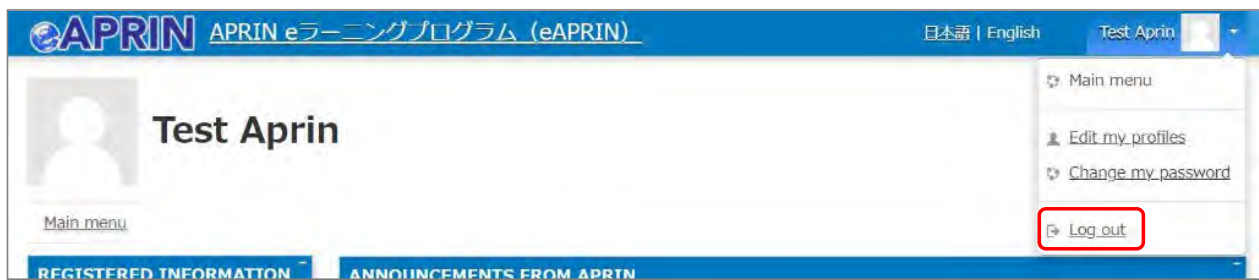 eAPRIN APRIN eラーニングプログラム（eAPRIN） 日本語 | English Test Aprin
Main menu
Test Aprin
Edit my profiles
Change my password
Main menu
Log out
REGISTERED INFORMATION ANNOUNCEMENTS FROM APRIN